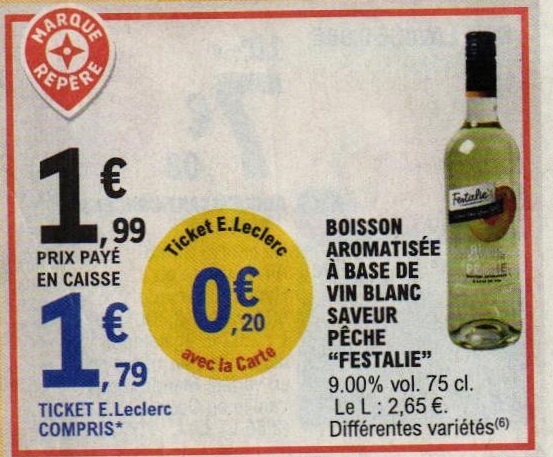 MARQUE
REPÈRE
1€,99
PRIX PAYÉ
EN CAISSE
1€,79
TICKET E.Leclerc
COMPRIS*
Ticket E.Leclerc
0€,20
avec la Carte
BOISSON
AROMATISÉE
À BASE DE
VIN BLANC
SAVEUR
PÊCHE
“FESTALIE”
9.00% vol. 75 cl.
Le L : 2,65 €.
Différentes variétés(6)
Festalie